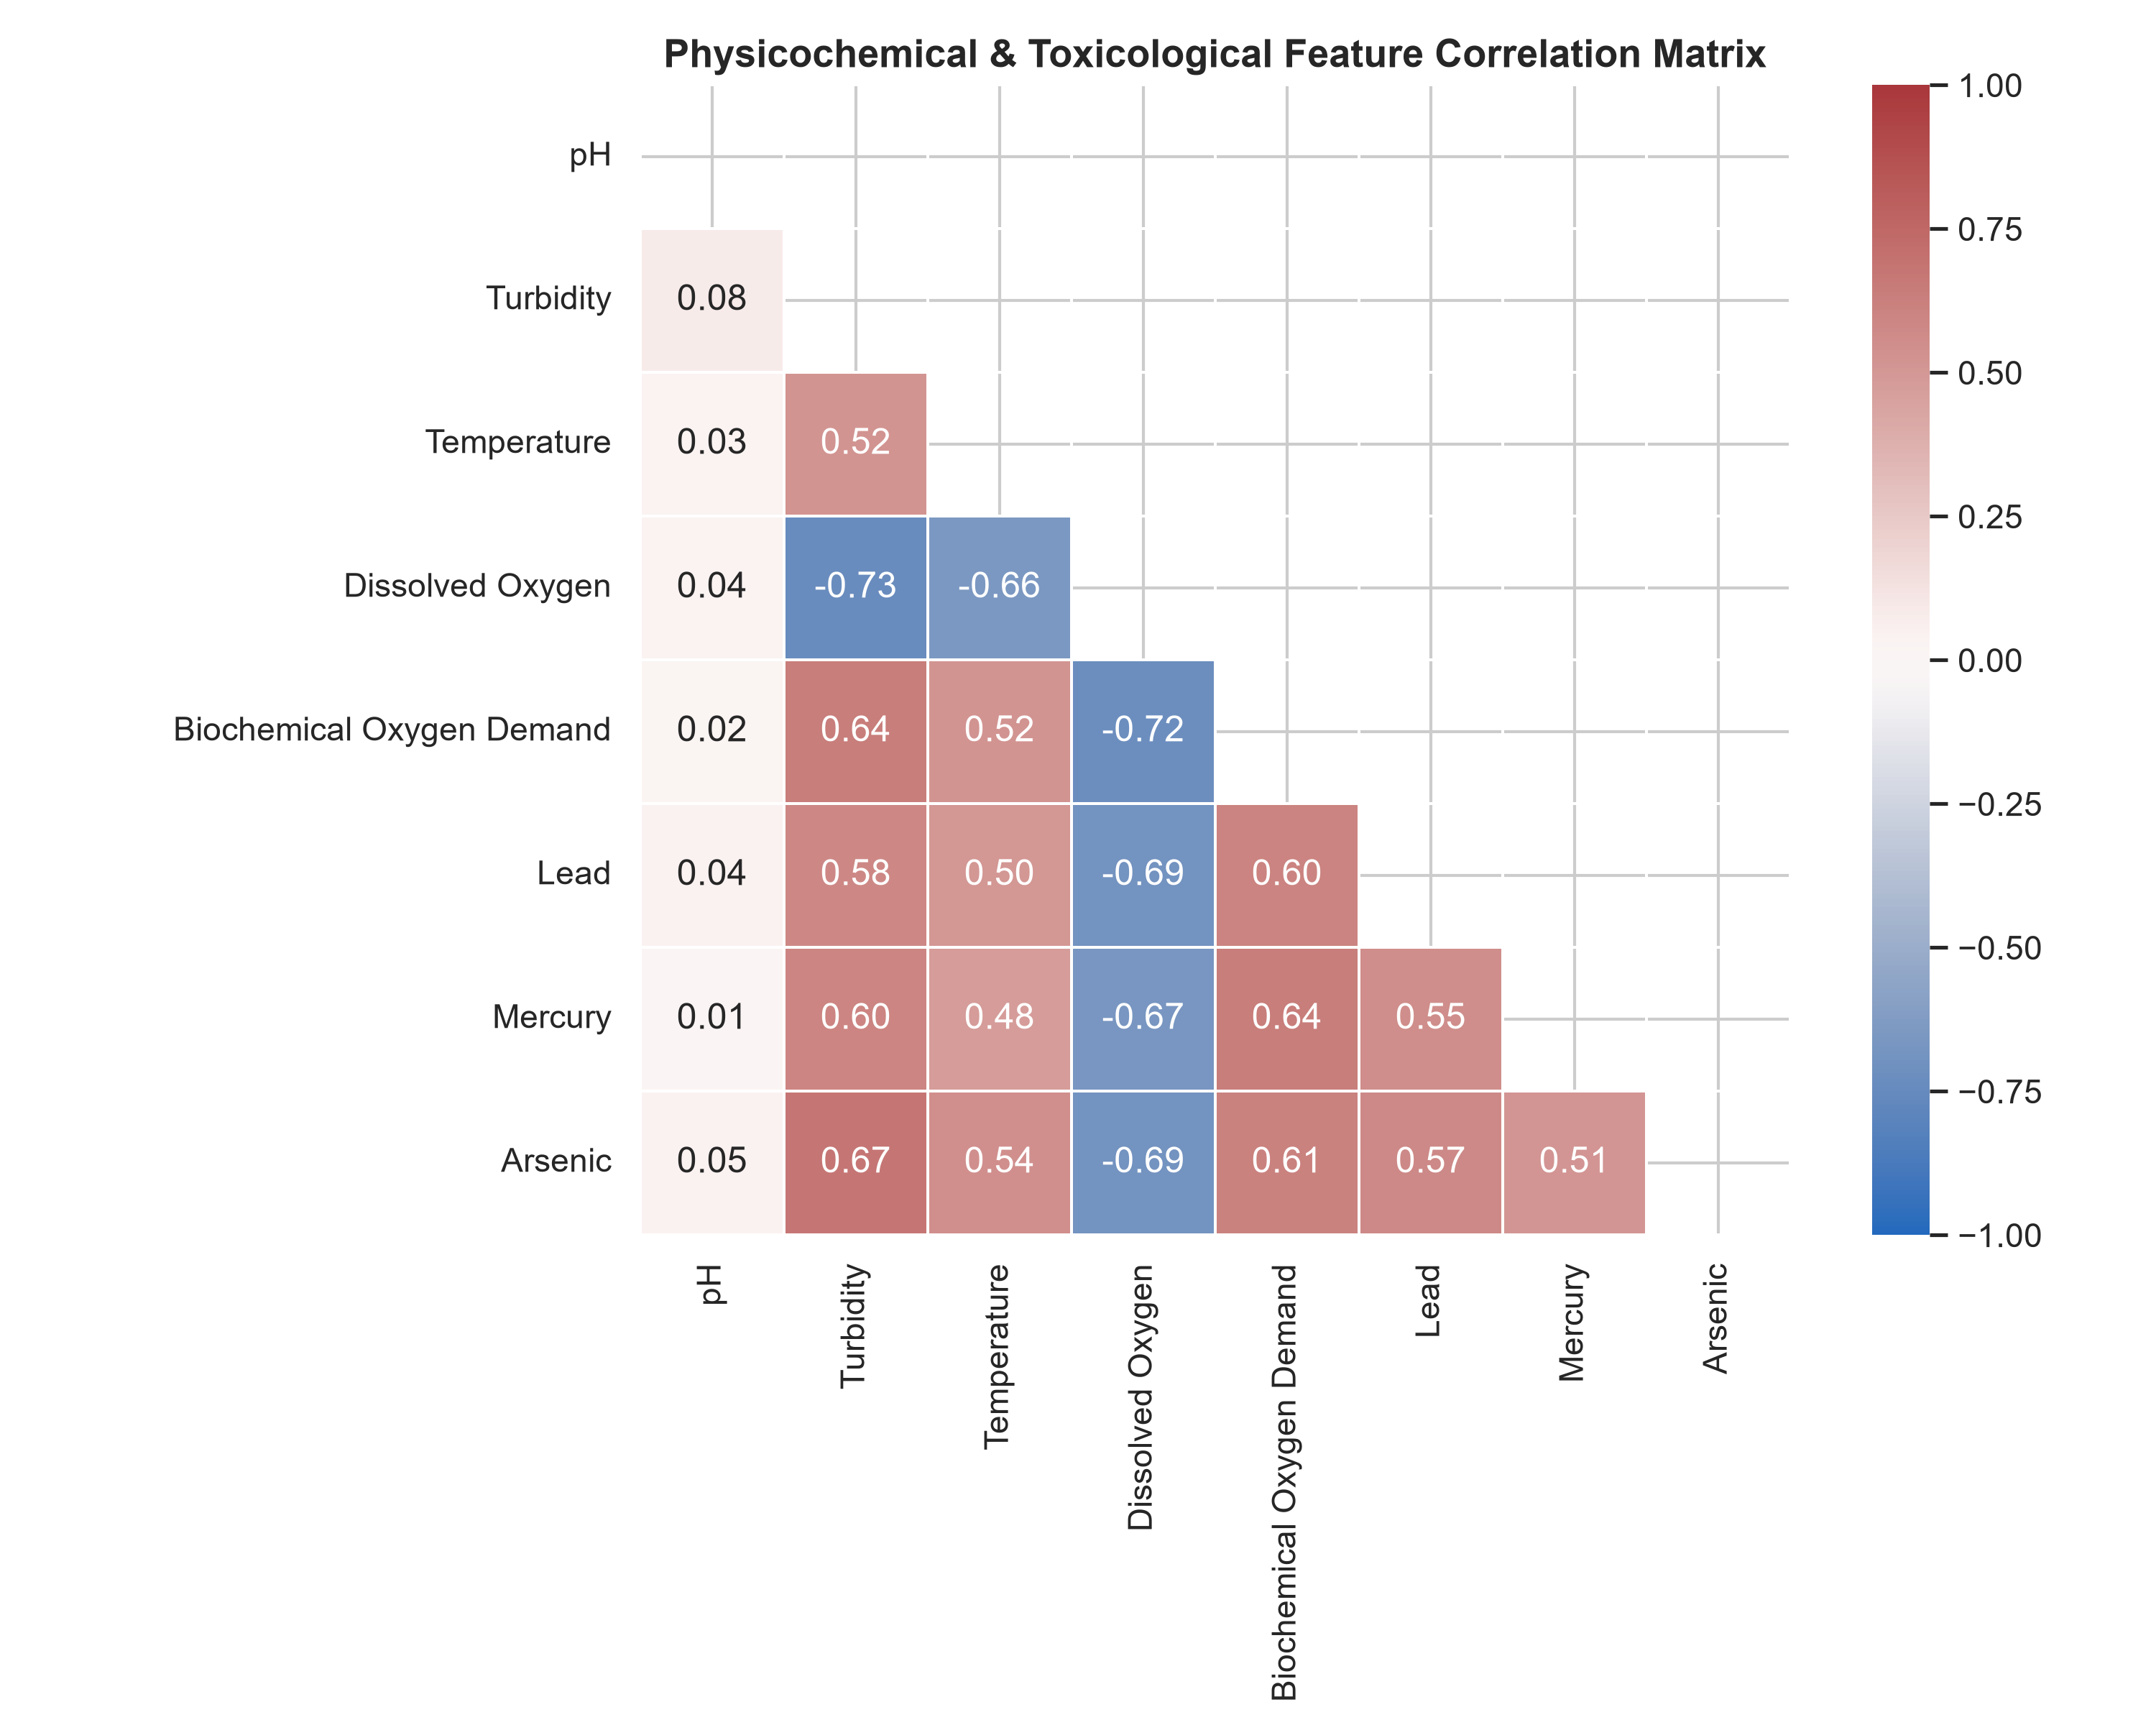 Physicochemical & Toxicological Feature Correlation Matrix
pH
Turbidity 0.08
Temperature 0.03 0.52
Dissolved Oxygen 0.04 -0.73 -0.66
Biochemical Oxygen Demand 0.02 0.64 0.52 -0.72
Lead 0.04 0.58 0.50 -0.69 0.60
Mercury 0.01 0.60 0.48 -0.67 0.64 0.55
Arsenic 0.05 0.67 0.54 -0.69 0.61 0.57 0.51
pH Turbidity Temperature Dissolved Oxygen Biochemical Oxygen Demand Lead Mercury Arsenic
1.00
0.75
0.50
0.25
0.00
−0.25
−0.50
−0.75
−1.00